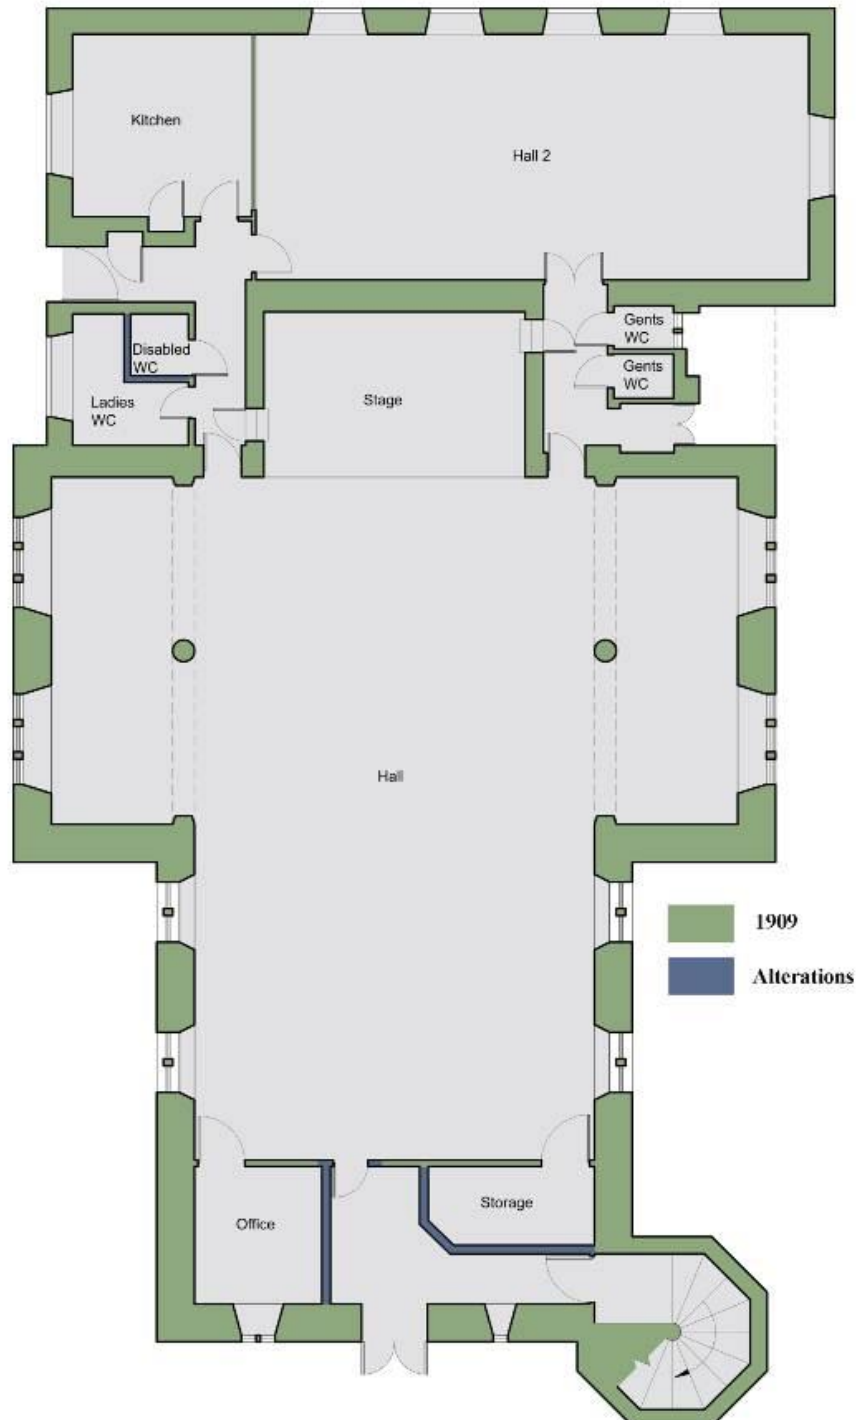 Kitchen
Hall 2
Gents
WC
Disabled
WC
Gents
WC
Stage
Ladies
WC
Hall
1909
Alterations
Storage
Office